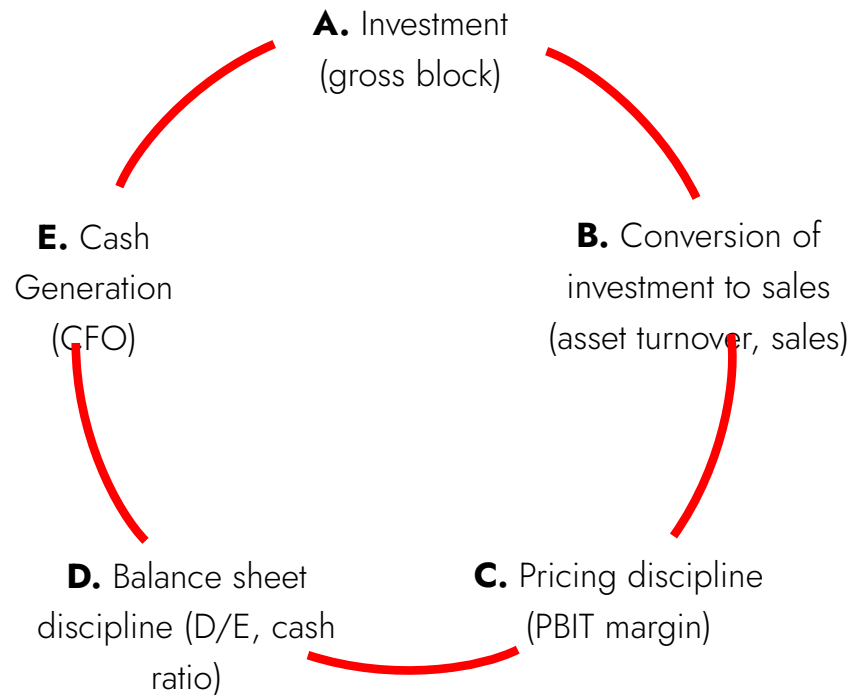 A. Investment
(gross block)
B. Conversion of
investment to sales
(asset turnover, sales)
C. Pricing discipline
(PBIT margin)
D. Balance sheet
discipline (D/E, cash
ratio)
E. Cash
Generation
(CFO)